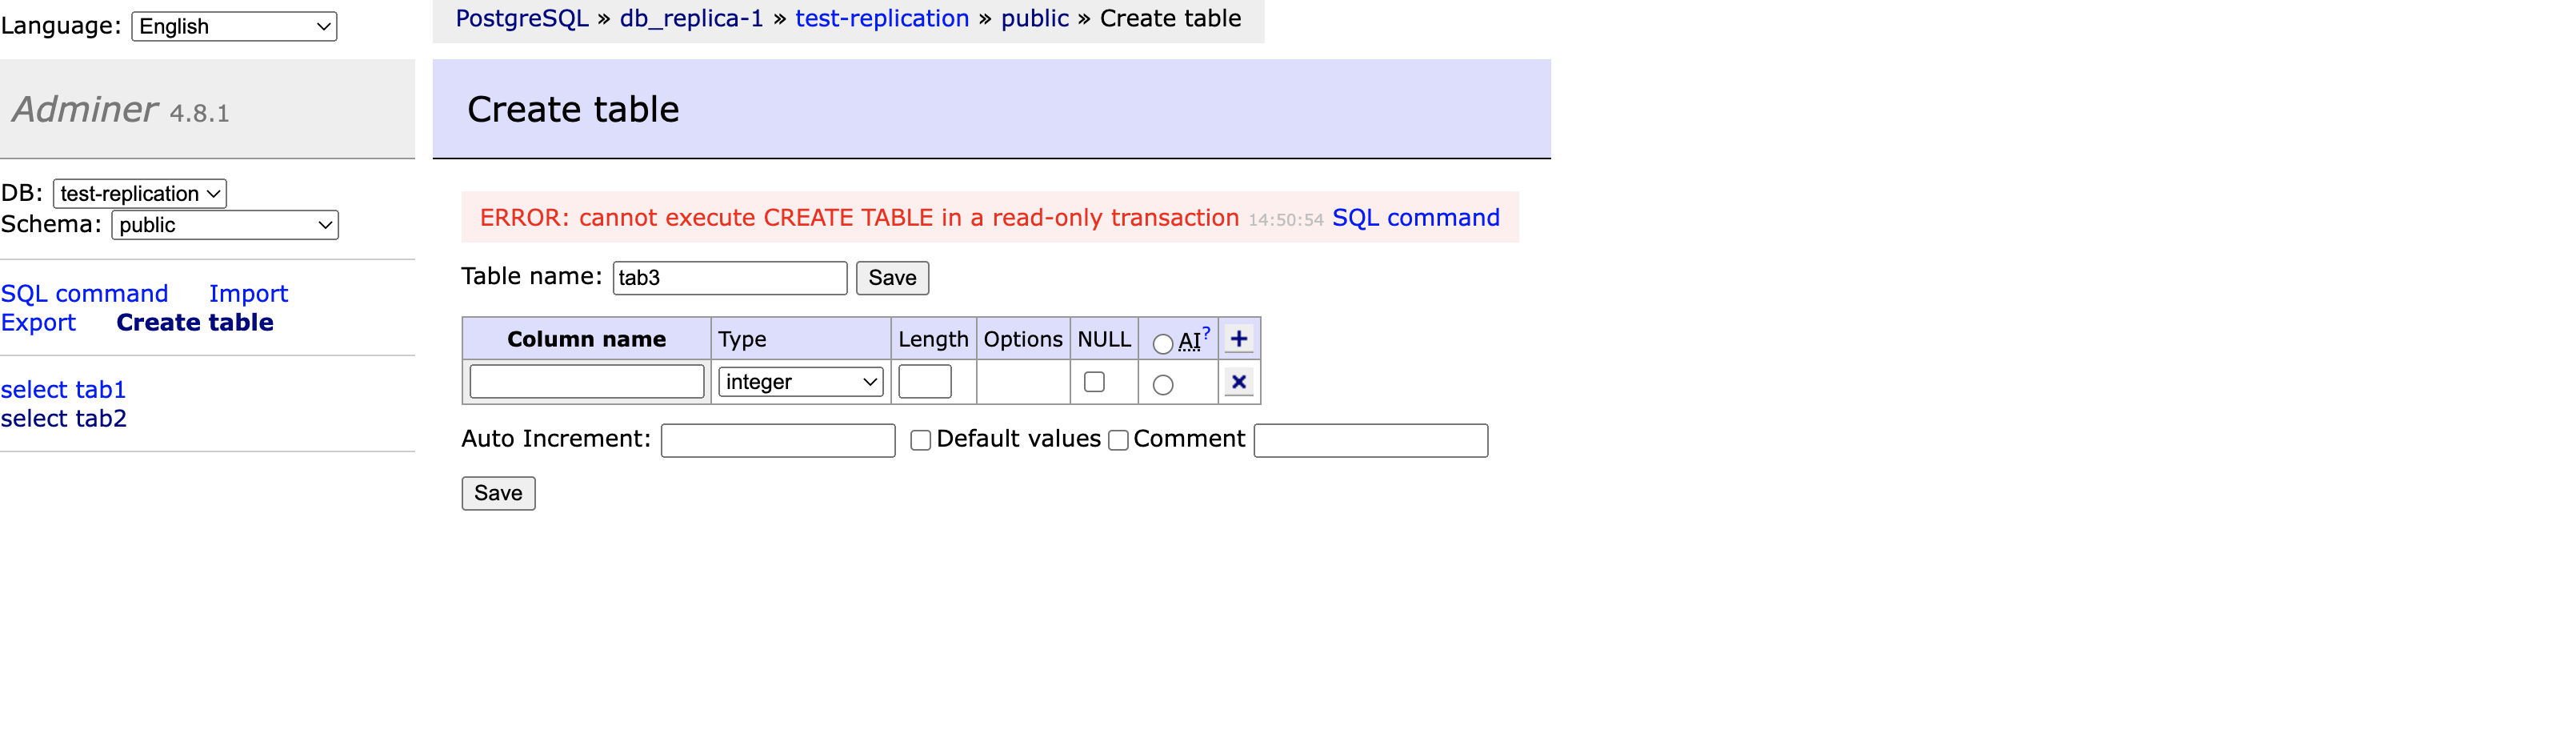 Language: English
PostgreSQL » db_replica-1 » test-replication » public » Create table
Adminer 4.8.1
Create table
DB: test-replication
Schema: public
SQL command Import
Export Create table
select tab1
select tab2
ERROR: cannot execute CREATE TABLE in a read-only transaction 14:50:54 SQL command
Table name: tab3 Save
Column name Type Length Options NULL AI? +
integer
Auto Increment: Default values Comment
Save